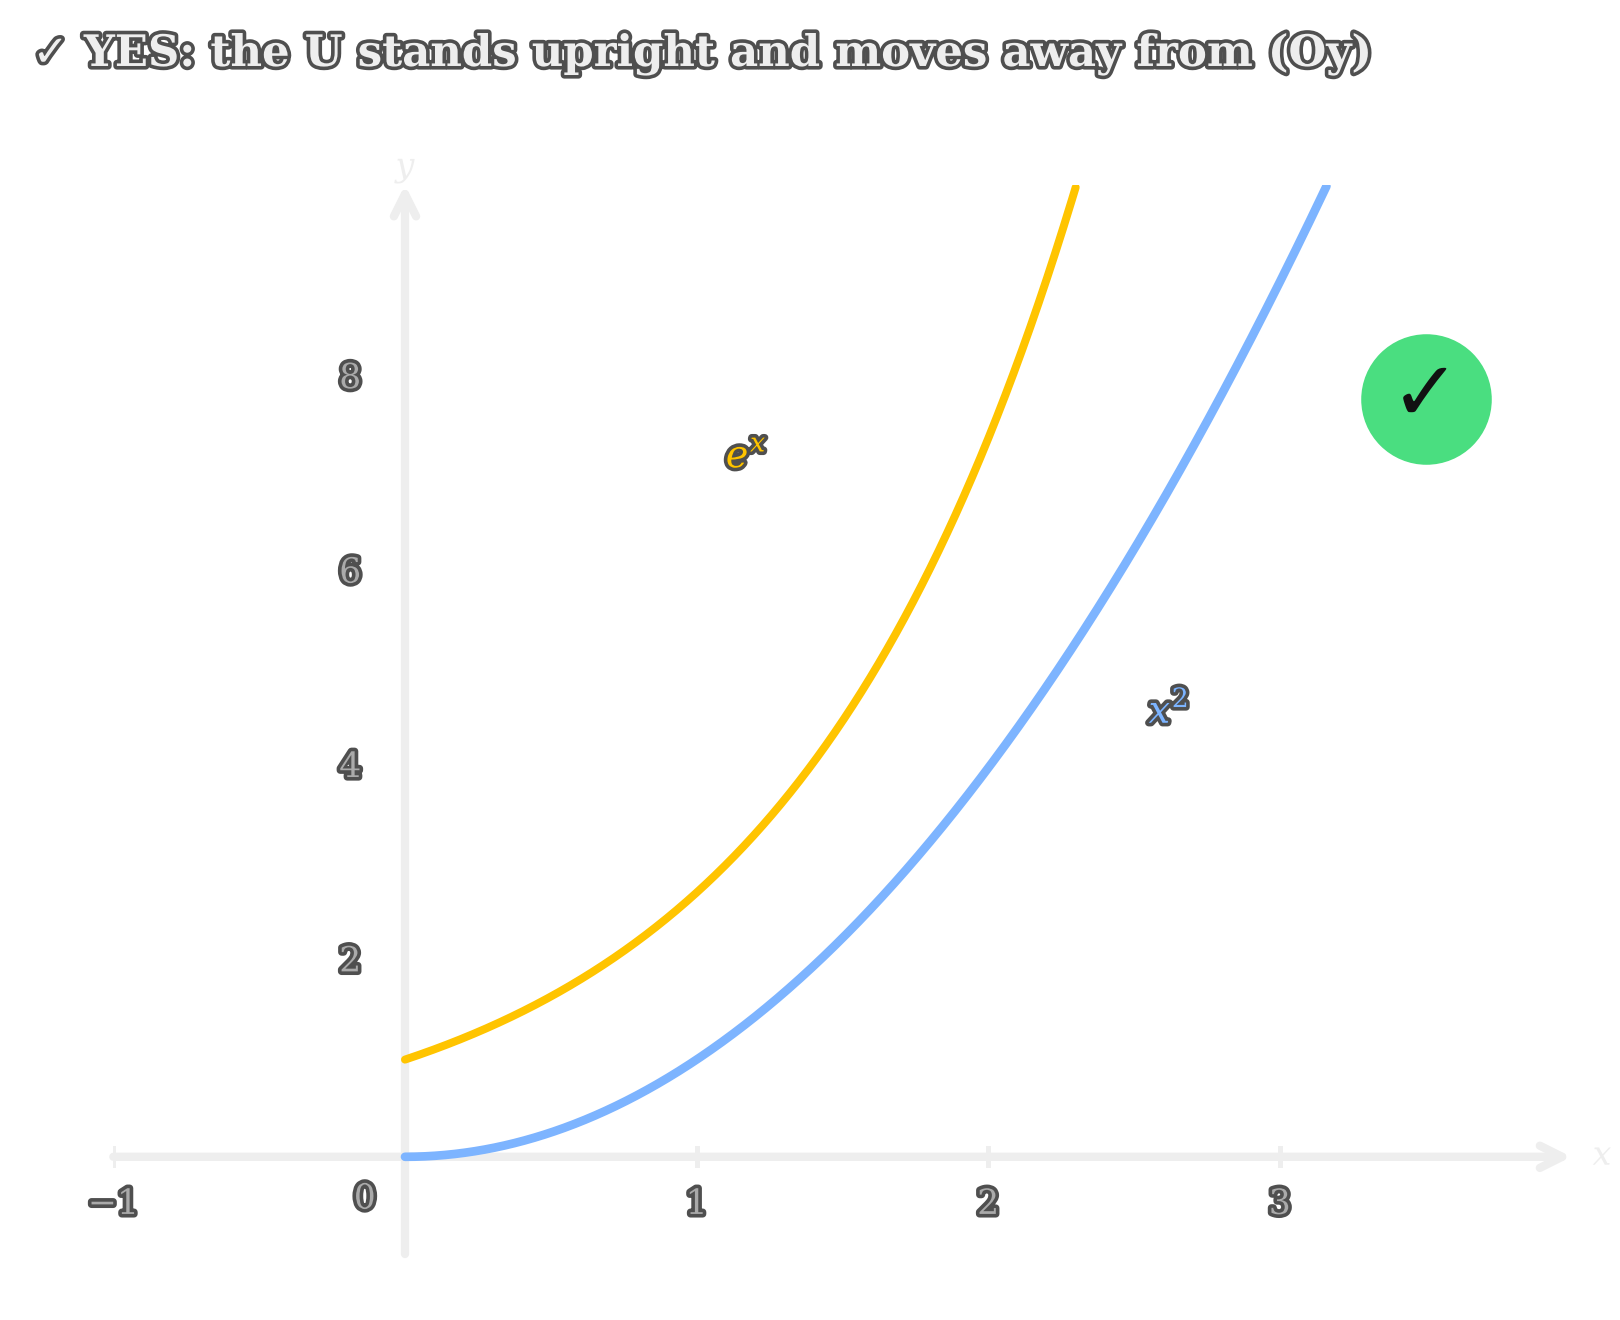 ✓ YES: the U stands upright and moves away from (Oy)
y
8
eˣ
6
x²
4
2
x
−1 0 1 2 3
✓